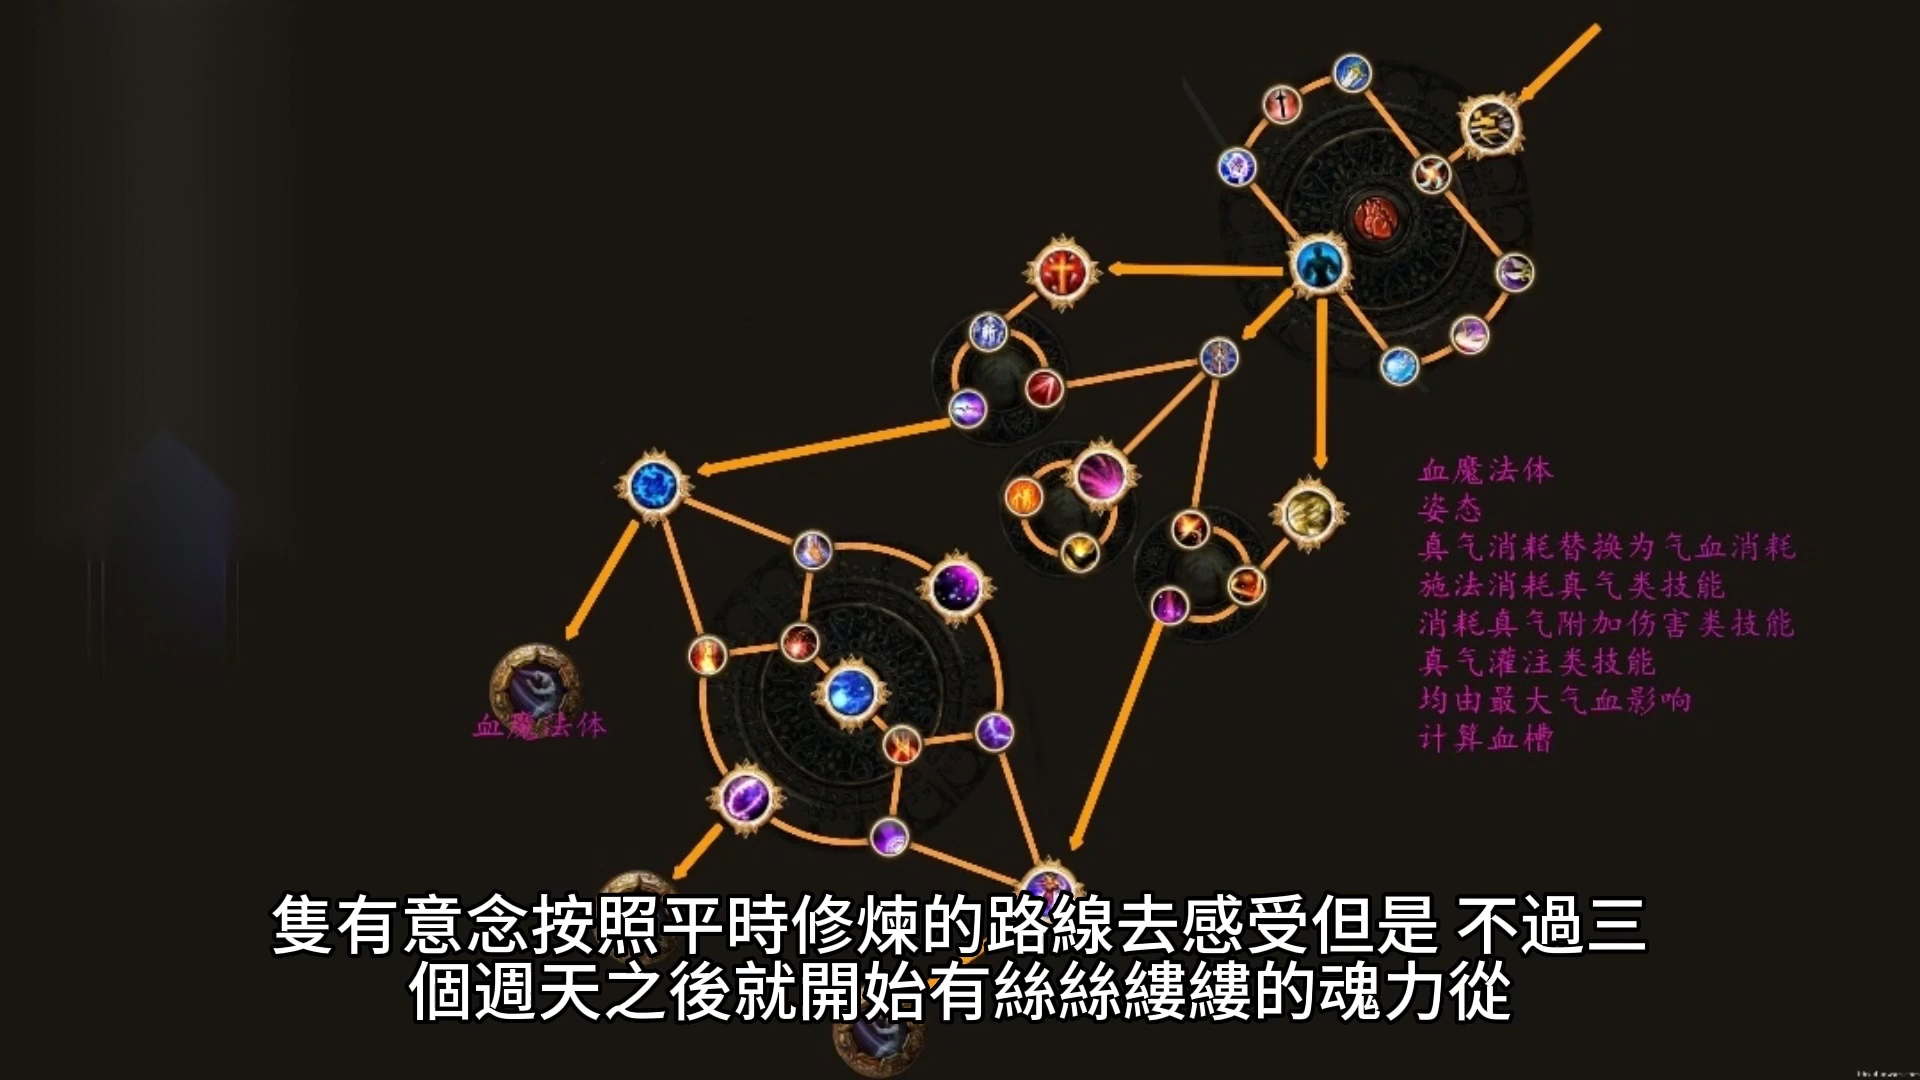 血魔法体
姿态
真气消耗替换为气血消耗
施法消耗真气类技能
消耗真气附加伤害类技能
真气灌注类技能
均由最大气血影响
计算血槽
血魔法体
隻有意念按照平時修煉的路線去感受但是 不過三
個週天之後就開始有絲絲縷縷的魂力從